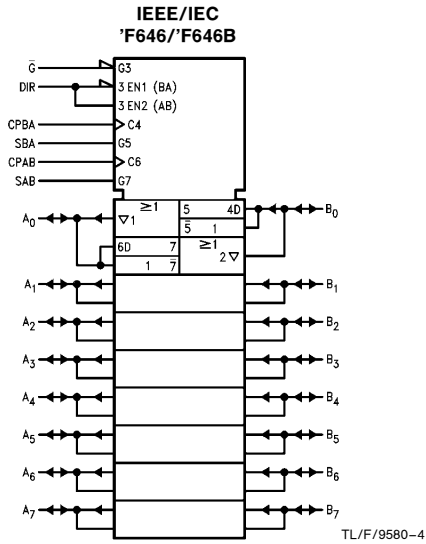 IEEE/IEC
'F646/'F646B
G̅ G3
DIR 3 EN1 (BA)
3 EN2 (AB)
CPBA C4
SBA G5
CPAB C6
SAB G7
A0 ≥1 5 4D B0
▽1 5̅ 1
6D 7 ≥1
1 7̅ 2▽
A1 B1
A2 B2
A3 B3
A4 B4
A5 B5
A6 B6
A7 B7
TL/F/9580–4